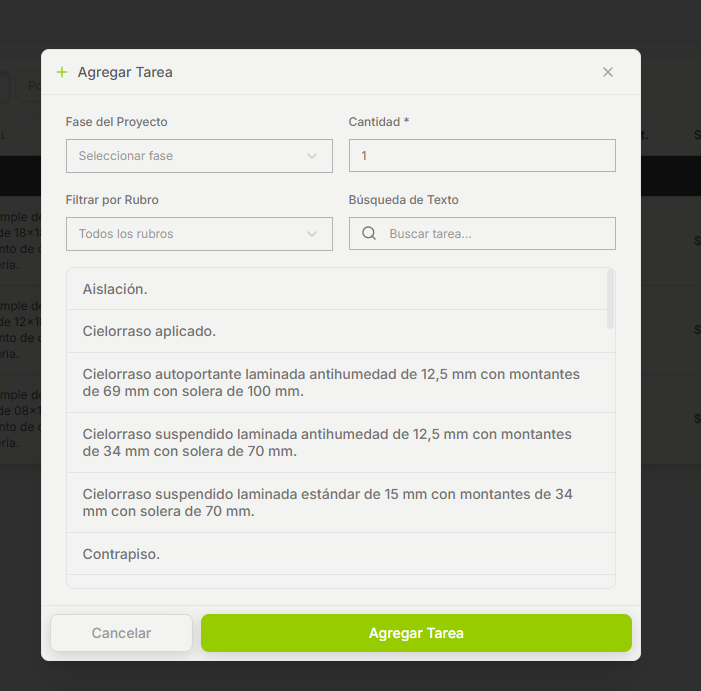 Agregar Tarea
Fase del Proyecto
Cantidad *
Seleccionar fase
1
Filtrar por Rubro
Búsqueda de Texto
Todos los rubros
Buscar tarea...
Aislación.
Cielorraso aplicado.
Cielorraso autoportante laminada antihumedad de 12,5 mm con montantes
de 69 mm con solera de 100 mm.
Cielorraso suspendido laminada antihumedad de 12,5 mm con montantes
de 34 mm con solera de 70 mm.
Cielorraso suspendido laminada estándar de 15 mm con montantes de 34
mm con solera de 70 mm.
Contrapiso.
Cancelar
Agregar Tarea